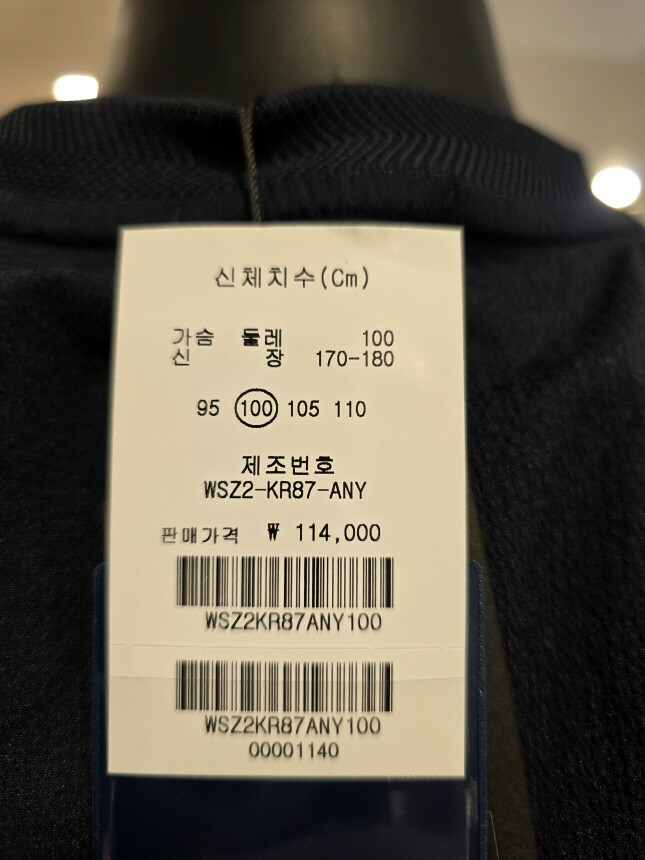 신체치수(Cm)
가슴 둘레 100
신 장 170-180
95 100 105 110
제조번호
WSZ2-KR87-ANY
판매가격 ₩ 114,000
WSZ2KR87ANY100
WSZ2KR87ANY100
00001140